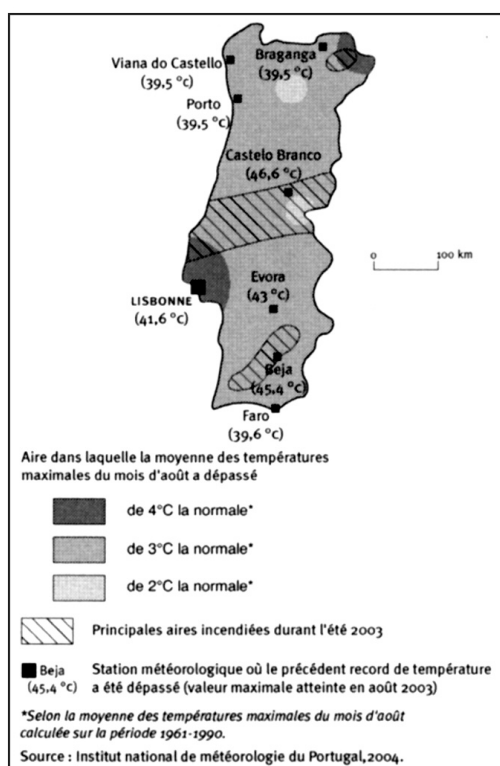 Braganga
(39,5 °c)
Viana do Castello
(39,5 °c)
Porto
(39,5 °c)
Castelo Branco
(46,6 °c)
0 100 km
Evora
(43 °c)
LISBONNE
(41,6 °c)
Beja
(45,4 °c)
Faro
(39,6 °c)
Aire dans laquelle la moyenne des températures
maximales du mois d'août a dépassé
de 4°C la normale*
de 3°C la normale*
de 2°C la normale*
Principales aires incendiées durant l'été 2003
Beja Station météorologique où le précédent record de température
(45,4 °c) a été dépassé (valeur maximale atteinte en août 2003)
*Selon la moyenne des températures maximales du mois d'août
calculée sur la période 1961-1990.
Source : Institut national de météorologie du Portugal,2004.